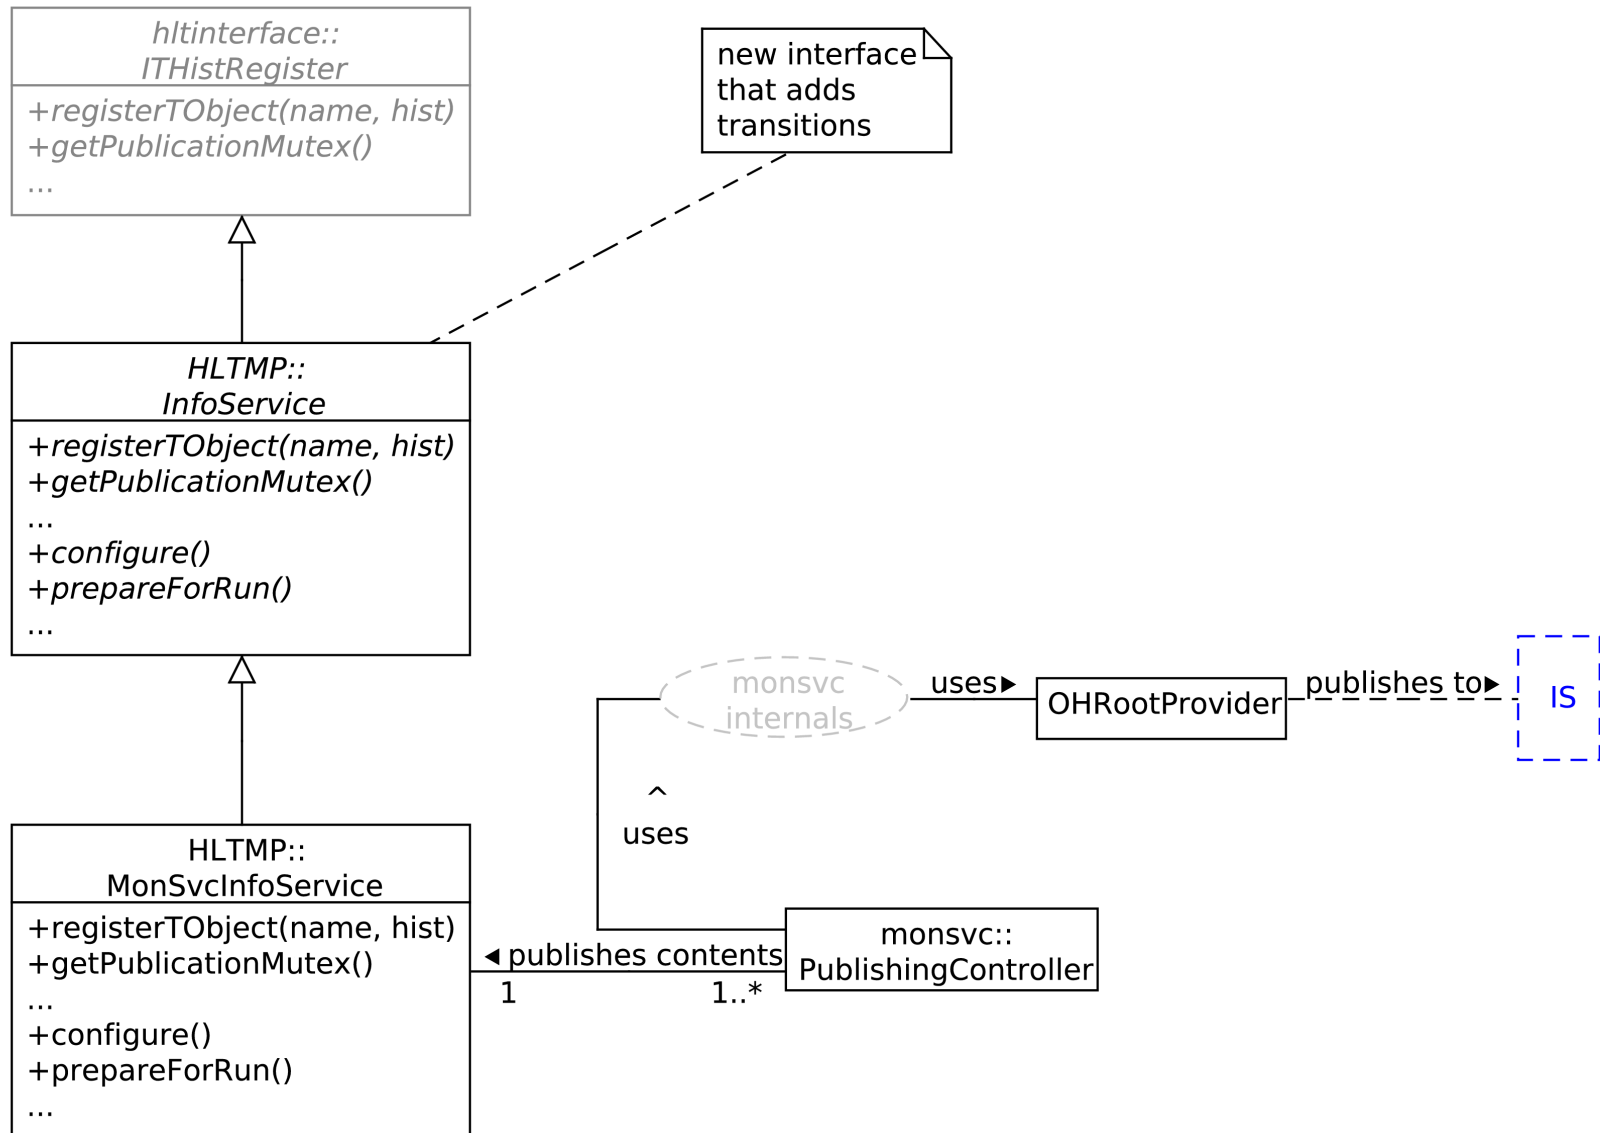 hltinterface::
ITHistRegister
+registerTObject(name, hist)
+getPublicationMutex()
...
new interface
that adds
transitions
HLTMP::
InfoService
+registerTObject(name, hist)
+getPublicationMutex()
...
+configure()
+prepareForRun()
...
monsvc
internals
uses►
OHRootProvider
publishes to►
IS
^
uses
HLTMP::
MonSvcInfoService
+registerTObject(name, hist)
+getPublicationMutex()
...
+configure()
+prepareForRun()
...
◄ publishes contents
1
1..*
monsvc::
PublishingController